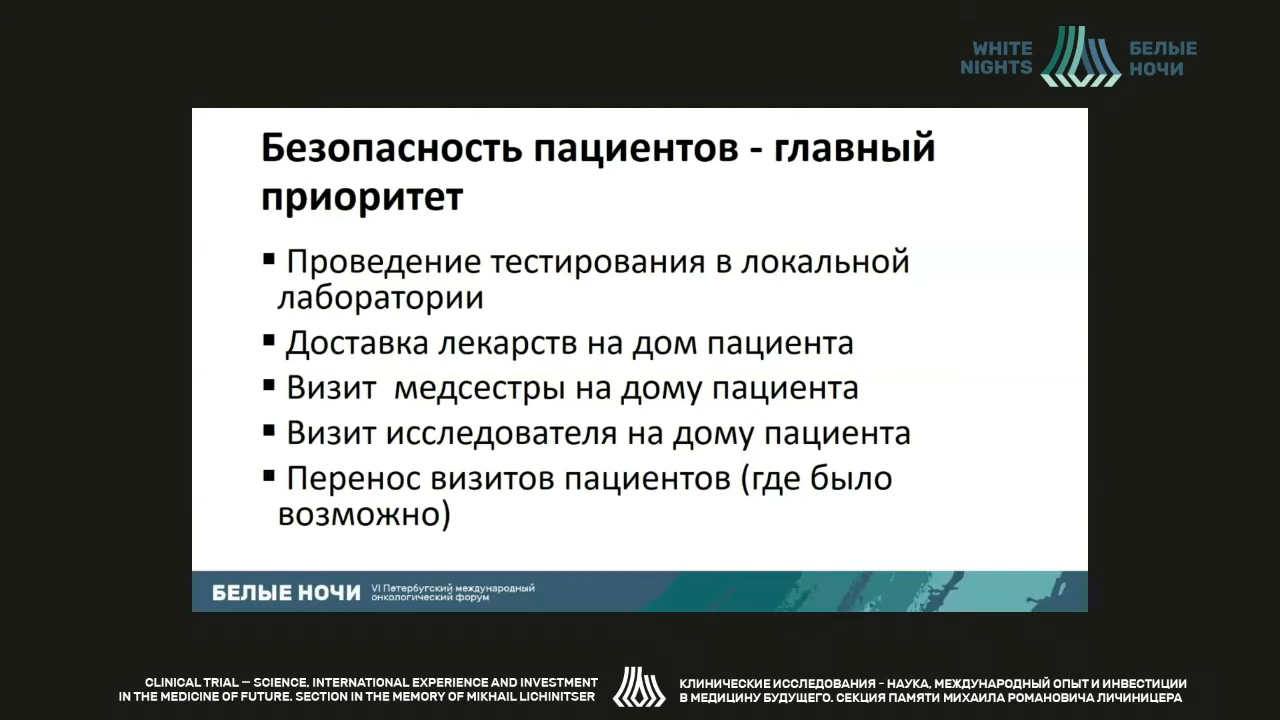 WHITE
NIGHTS
БЕЛЫЕ
НОЧИ
Безопасность пациентов - главный
приоритет
▪ Проведение тестирования в локальной
лаборатории
▪ Доставка лекарств на дом пациента
▪ Визит медсестры на дому пациента
▪ Визит исследователя на дому пациента
▪ Перенос визитов пациентов (где было
возможно)
БЕЛЫЕ НОЧИ
VI Петербугский международный
онкологический форум
CLINICAL TRIAL – SCIENCE, INTERNATIONAL EXPERIENCE AND INVESTMENT
IN THE MEDICINE OF FUTURE. SECTION IN THE MEMORY OF MIKHAIL LICHINITSER
КЛИНИЧЕСКИЕ ИССЛЕДОВАНИЯ - НАУКА, МЕЖДУНАРОДНЫЙ ОПЫТ И ИНВЕСТИЦИИ
В МЕДИЦИНУ БУДУЩЕГО. СЕКЦИЯ ПАМЯТИ МИХАИЛА РОМАНОВИЧА ЛИЧИНИЦЕРА